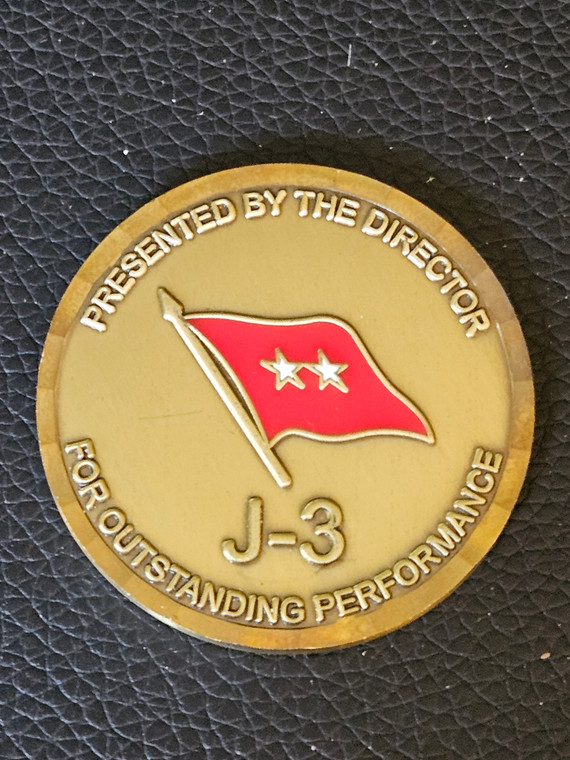 PRESENTED BY THE DIRECTOR
J-3
FOR OUTSTANDING PERFORMANCE